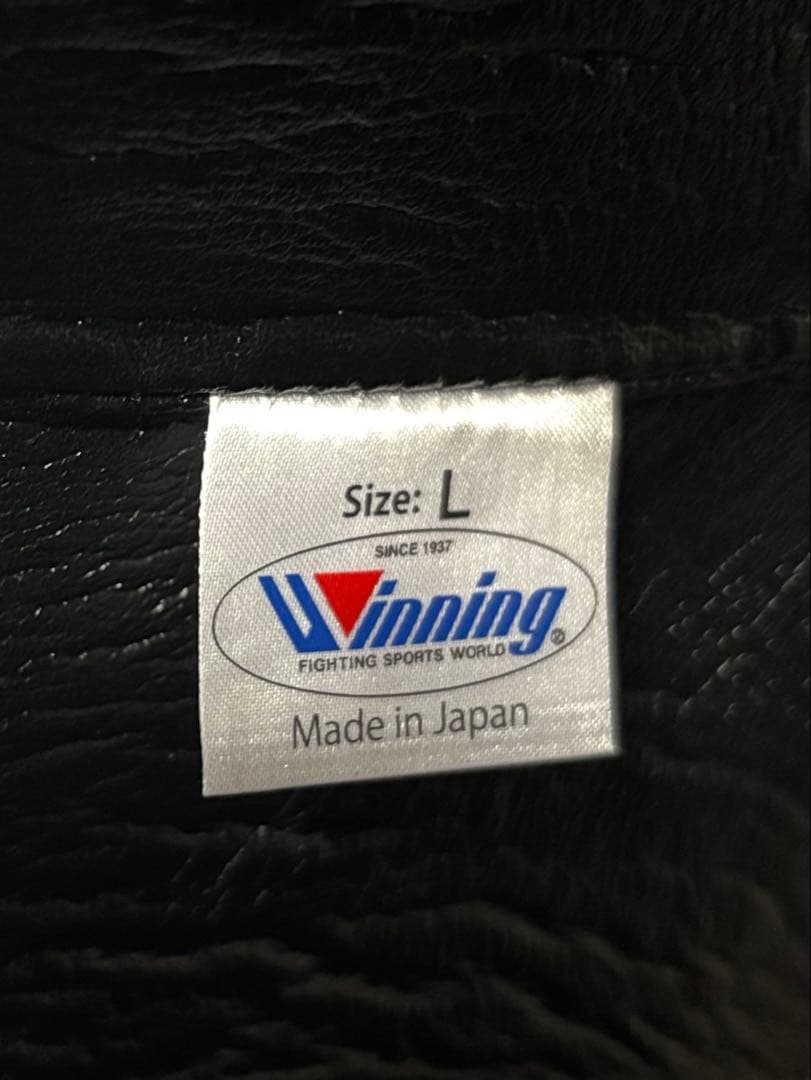 Size: L
SINCE 1937
Winning®
FIGHTING SPORTS WORLD
Made in Japan